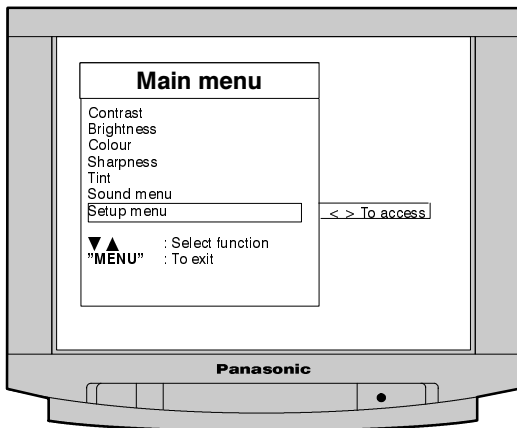 Main menu
Contrast
Brightness
Colour
Sharpness
Tint
Sound menu
Setup menu
< > To access
▼ ▲ : Select function
”MENU” : To exit
Panasonic